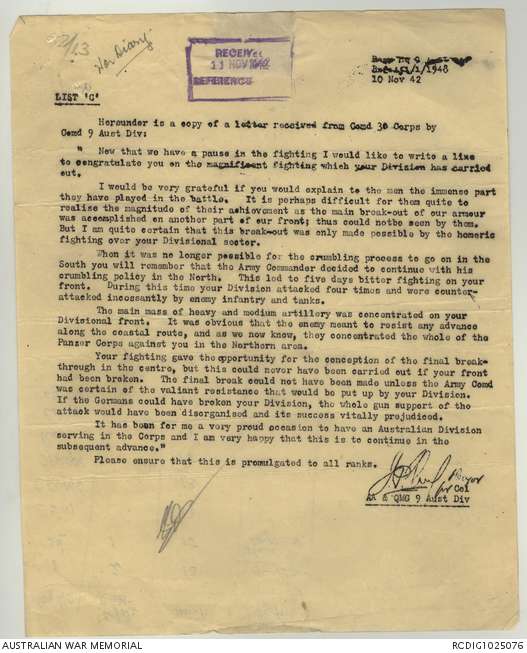 2/13
War Diary
RECEIVED
11 NOV 1942
REFERENCE
/1/1948
10 Nov 42
LIST 'C'
Hereunder is a copy of a letter received from Comd 30 Corps by
Comd 9 Aust Div:
" Now that we have a pause in the fighting I would like to write a line
to congratulate you on the magnificent fighting which your Division has carried
out.
I would be very grateful if you would explain to the men the immense part
they have played in the battle. It is perhaps difficult for them quite to
realise the magnitude of their achievement as the main break-out of our armour
was accomplished on another part of our front; thus could notbe seen by them.
But I am quite certain that this break-out was only made possible by the homeric
fighting over your Divisional sector.
When it was no longer possible for the crumbling process to go on in the
South you will remember that the Army Commander decided to continue with his
crumbling policy in the North. This led to five days bitter fighting on your
front. During this time your Division attacked four times and were counter-
attacked incessantly by enemy infantry and tanks.
The main mass of heavy and medium artillery was concentrated on your
Divisional front. It was obvious that the enemy meant to resist any advance
along the coastal route, and as we now know, they concentrated the whole of the
Panzer Corps against you in the Northern area.
Your fighting gave the opportunity for the conception of the final break-
through in the centre, but this could never have been carried out if your front
had been broken. The final break could not have been made unless the Army Comd
was certain of the valiant resistance that would be put up by your Division.
If the Germans could have broken your Division, the whole gun support of the
attack would have been disorganised and its success vitally prejudiced.
It has been for me a very proud occasion to have an Australian Division
serving in the Corps and I am very happy that this is to continue in the
subsequent advance."
Please ensure that this is promulgated to all ranks.
Major
for Col
AA & QMG 9 Aust Div
AUSTRALIAN WAR MEMORIAL
RCDIG1025076